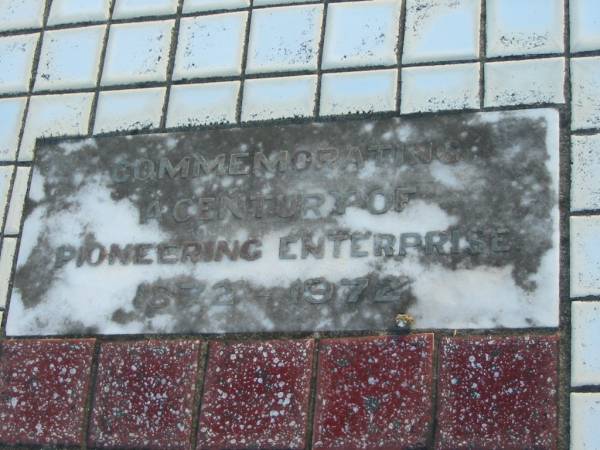 COMMEMORATING
A CENTURY OF
PIONEERING ENTERPRISE
1872 - 1972